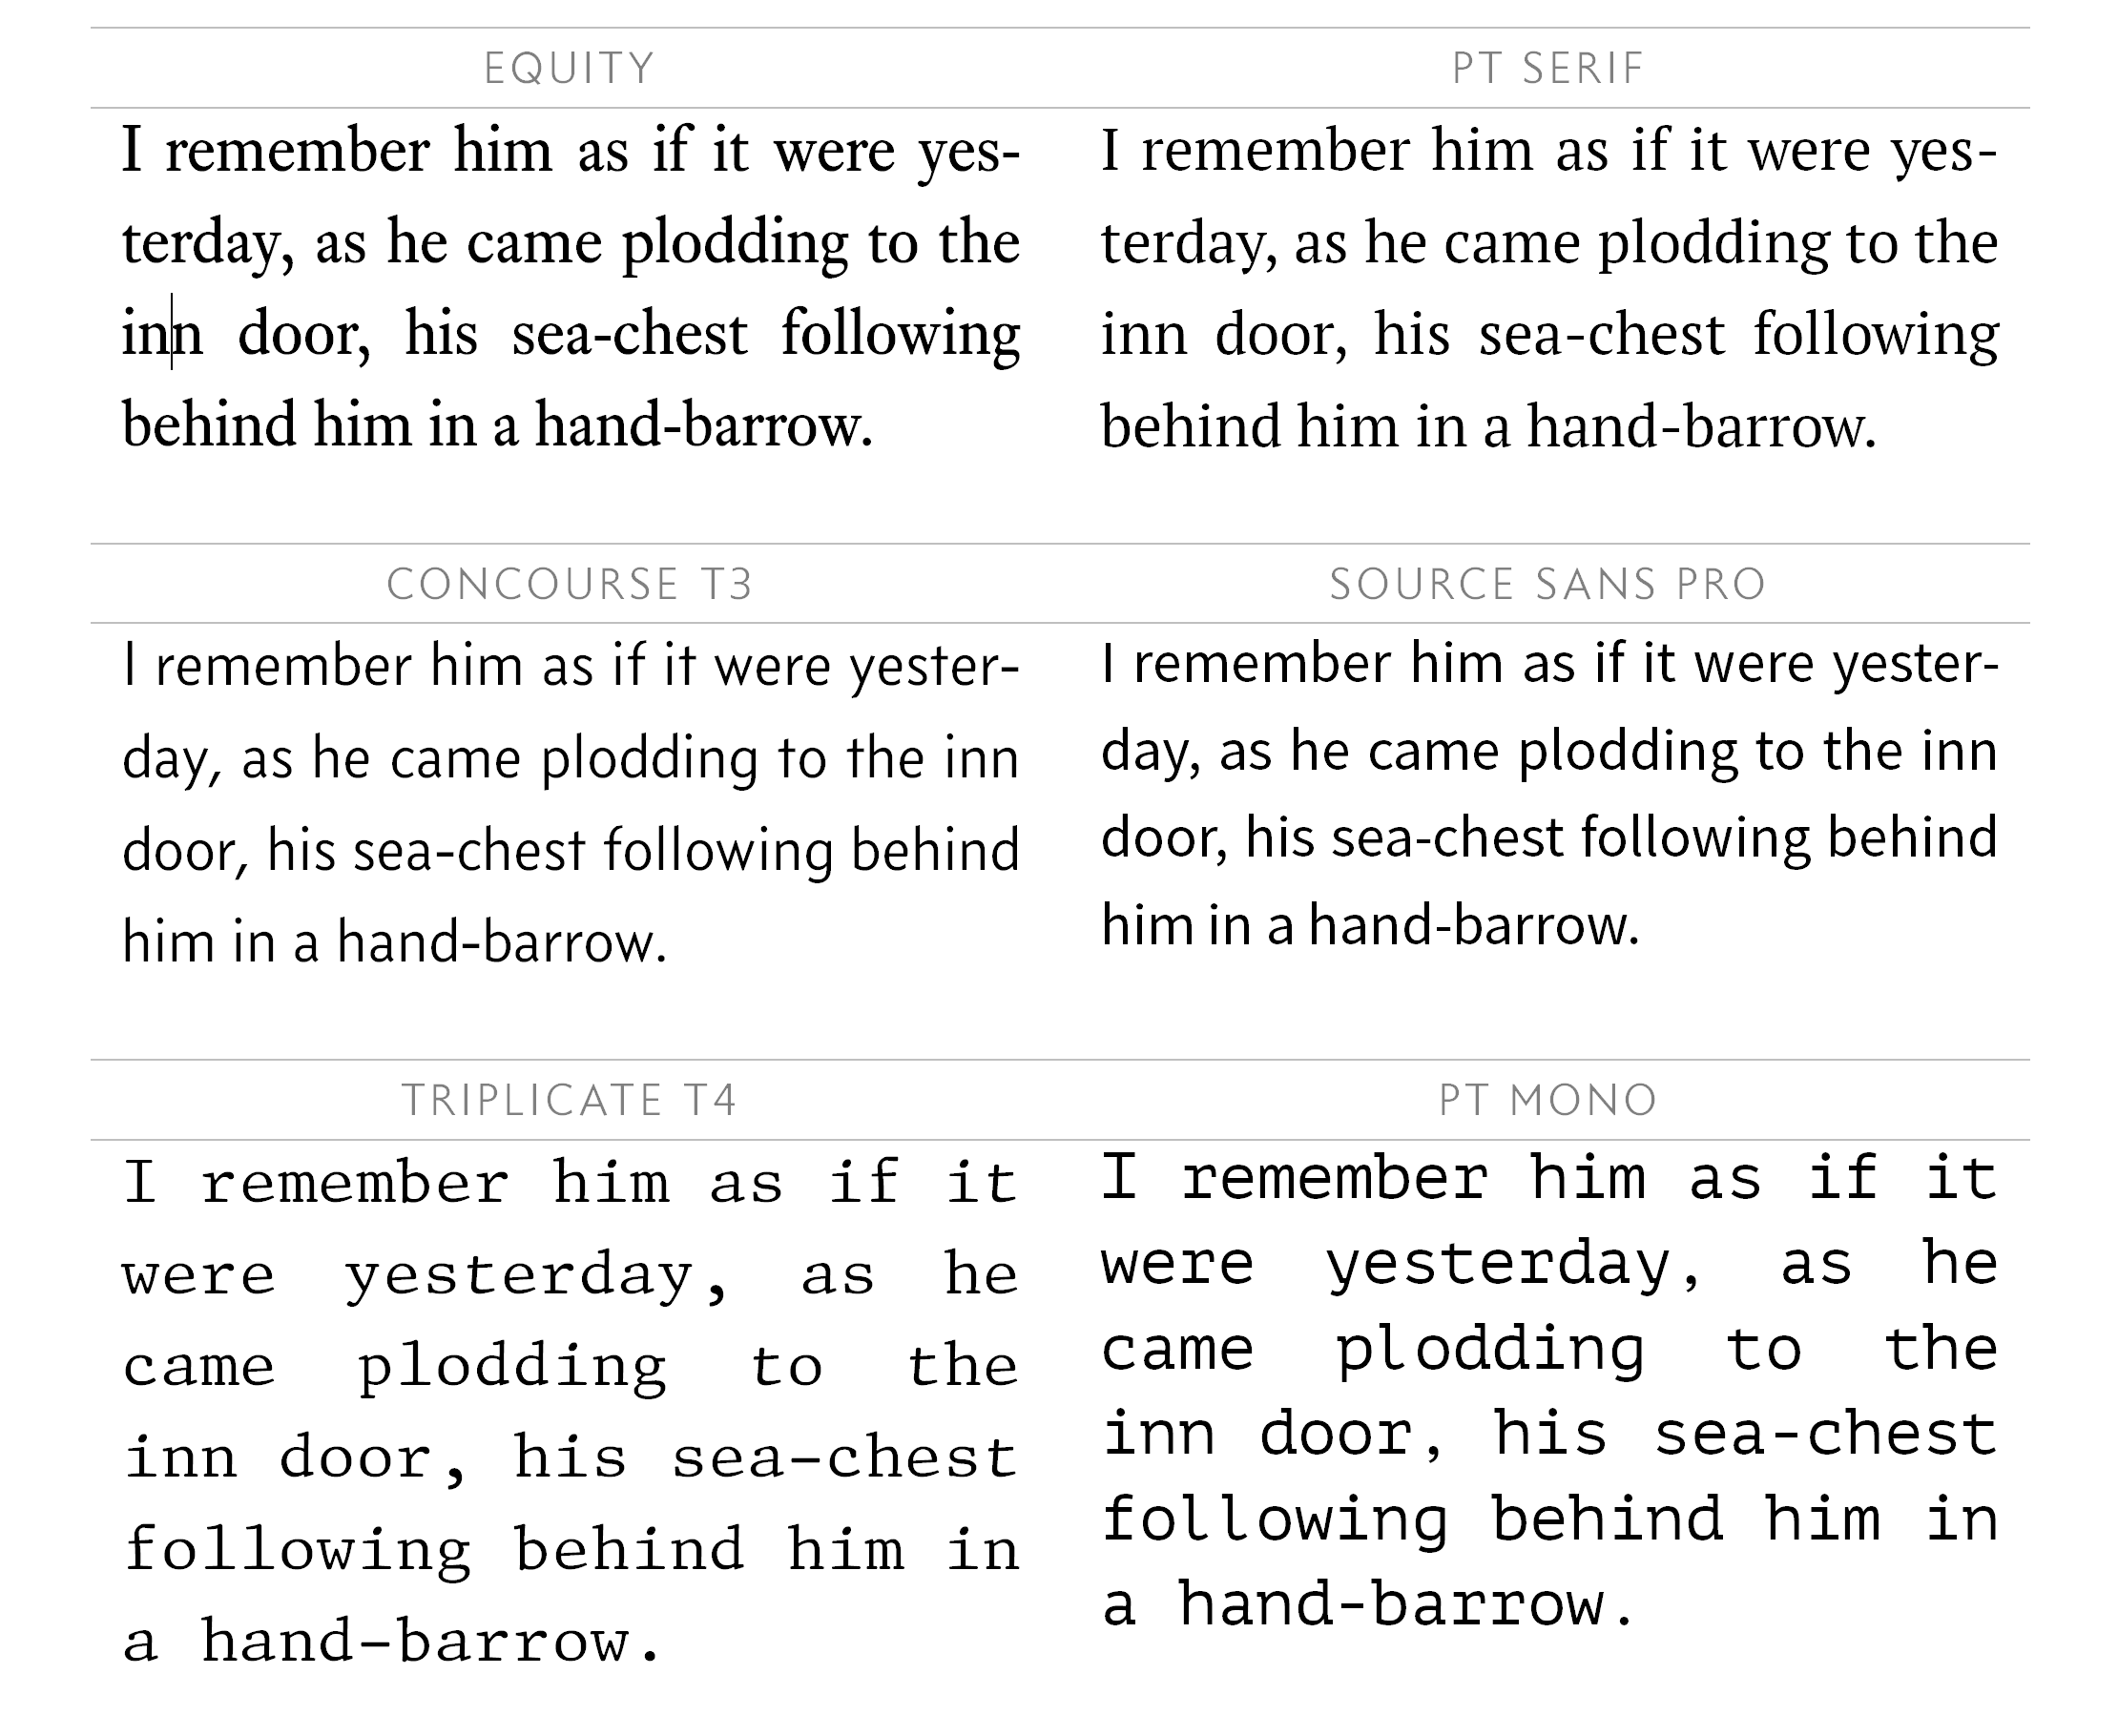 EQUITY
I remember him as if it were yes-
terday, as he came plodding to the
inn door, his sea-chest following
behind him in a hand-barrow.
PT SERIF
I remember him as if it were yes-
terday, as he came plodding to the
inn door, his sea-chest following
behind him in a hand-barrow.
CONCOURSE T3
I remember him as if it were yester-
day, as he came plodding to the inn
door, his sea-chest following behind
him in a hand-barrow.
SOURCE SANS PRO
I remember him as if it were yester-
day, as he came plodding to the inn
door, his sea-chest following behind
him in a hand-barrow.
TRIPLICATE T4
I remember him as if it
were yesterday, as he
came plodding to the
inn door, his sea-chest
following behind him in
a hand-barrow.
PT MONO
I remember him as if it
were yesterday, as he
came plodding to the
inn door, his sea-chest
following behind him in
a hand-barrow.